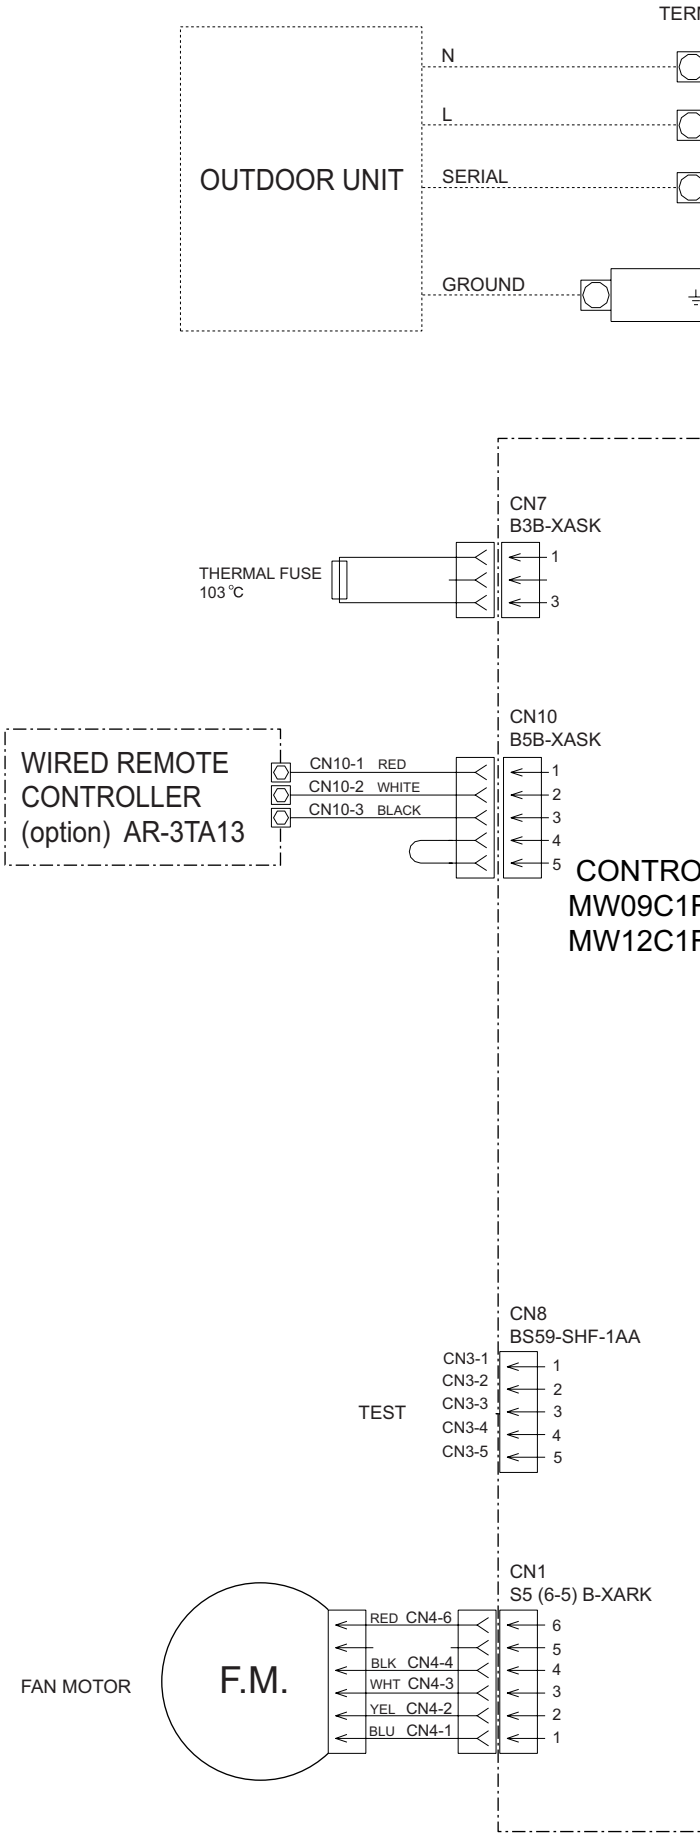 TERM
N
L
OUTDOOR UNIT
SERIAL
GROUND
CN7
B3B-XASK
THERMAL FUSE
103 °C
1
3
CN10
B5B-XASK
WIRED REMOTE
CONTROLLER
(option) AR-3TA13
CN10-1 RED
CN10-2 WHITE
CN10-3 BLACK
1
2
3
4
5
CONTRO
MW09C1F
MW12C1F
CN8
BS59-SHF-1AA
TEST
CN3-1
CN3-2
CN3-3
CN3-4
CN3-5
1
2
3
4
5
CN1
S5 (6-5) B-XARK
FAN MOTOR
F.M.
RED CN4-6
BLK CN4-4
WHT CN4-3
YEL CN4-2
BLU CN4-1
6
5
4
3
2
1